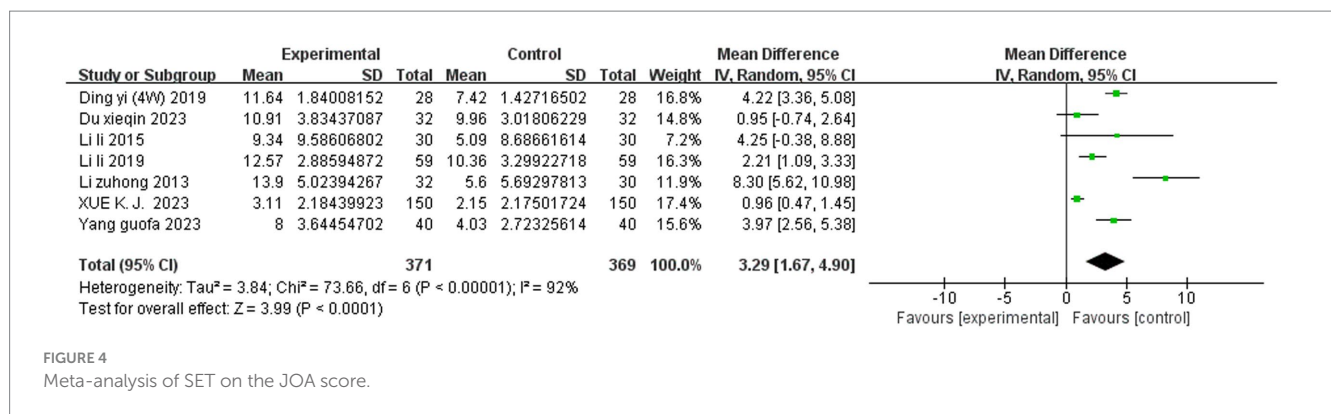 Experimental Control Mean Difference Mean Difference
Study or Subgroup Mean SD Total Mean SD Total Weight IV, Random, 95% CI IV, Random, 95% CI
Ding yi (4W) 2019 11.64 1.84008152 28 7.42 1.42716502 28 16.8% 4.22 [3.36, 5.08]
Du xieqin 2023 10.91 3.83437087 32 9.96 3.01806229 32 14.8% 0.95 [-0.74, 2.64]
Li li 2015 9.34 9.58606802 30 5.09 8.68661614 30 7.2% 4.25 [-0.38, 8.88]
Li li 2019 12.57 2.88594872 59 10.36 3.29922718 59 16.3% 2.21 [1.09, 3.33]
Li zuhong 2013 13.9 5.02394267 32 5.6 5.69297813 30 11.9% 8.30 [5.62, 10.98]
XUE K. J. 2023 3.11 2.18439923 150 2.15 2.17501724 150 17.4% 0.96 [0.47, 1.45]
Yang guofa 2023 8 3.64454702 40 4.03 2.72325614 40 15.6% 3.97 [2.56, 5.38]
Total (95% CI) 371 369 100.0% 3.29 [1.67, 4.90]
Heterogeneity: Tau² = 3.84; Chi² = 73.66, df = 6 (P < 0.00001); I² = 92%
Test for overall effect: Z = 3.99 (P < 0.0001)
-10 -5 0 5 10
Favours [experimental] Favours [control]
FIGURE 4
Meta-analysis of SET on the JOA score.